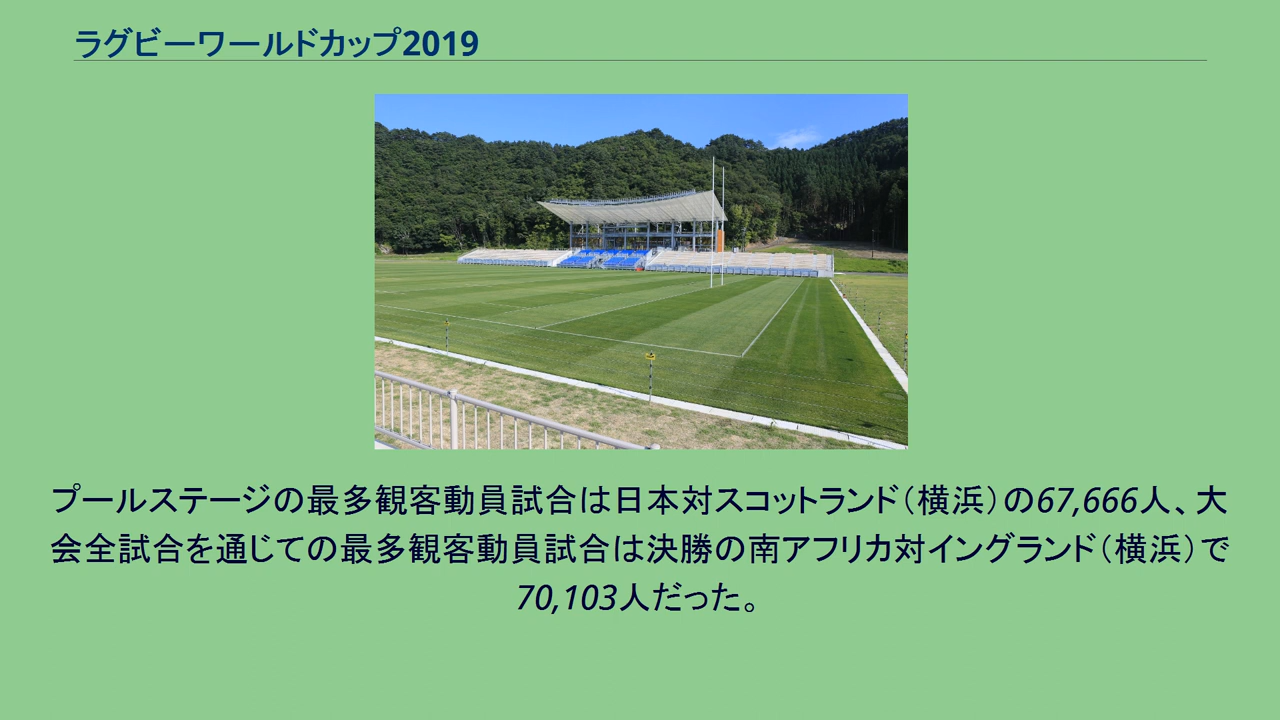 ラグビーワールドカップ2019
プールステージの最多観客動員試合は日本対スコットランド（横浜）の67,666人、大
会全試合を通じての最多観客動員試合は決勝の南アフリカ対イングランド（横浜）で
70,103人だった。